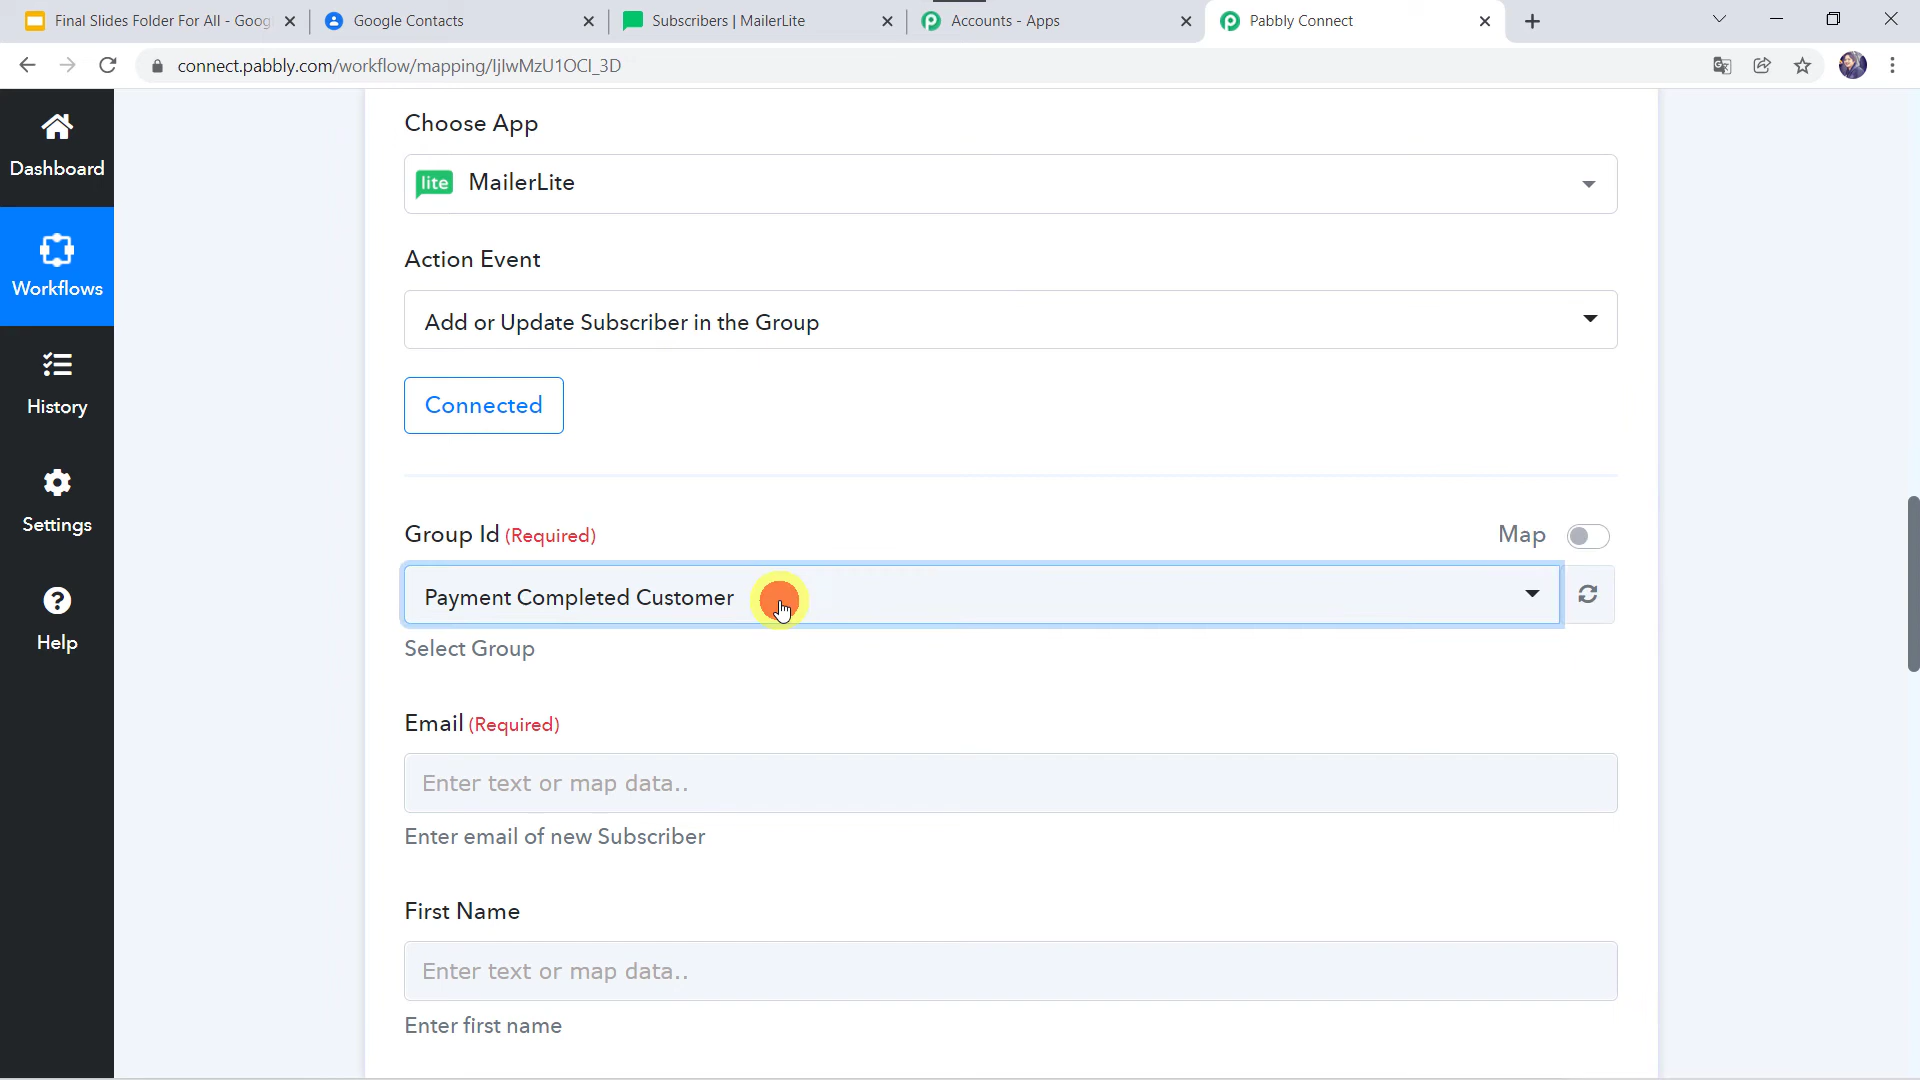 Final Slides Folder For All - Goog
Google Contacts
Subscribers | MailerLite
Accounts - Apps
Pabbly Connect
connect.pabbly.com/workflow/mapping/IjIwMzU1OCI_3D
Dashboard
Workflows
History
Settings
Help
Choose App
lite MailerLite
Action Event
Add or Update Subscriber in the Group
Connected
Group Id (Required)
Map
Payment Completed Customer
Select Group
Email (Required)
Enter text or map data..
Enter email of new Subscriber
First Name
Enter text or map data..
Enter first name